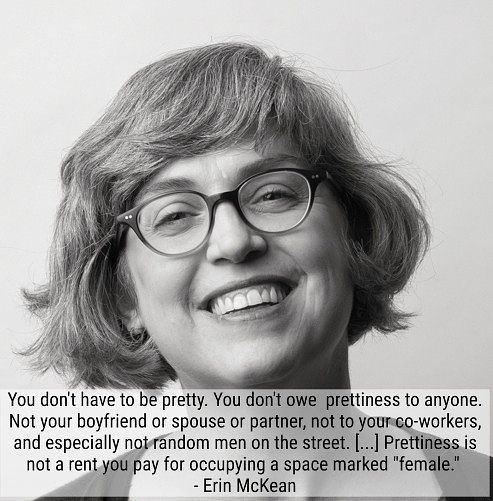 You don't have to be pretty. You don't owe  prettiness to anyone.
Not your boyfriend or spouse or partner, not to your co-workers,
and especially not random men on the street. [...] Prettiness is
not a rent you pay for occupying a space marked "female."
- Erin McKean